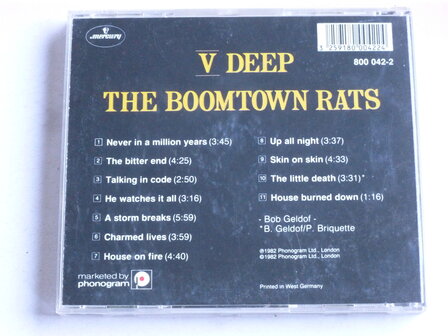 mercury
3 259180 004224
800 042-2
V DEEP
THE BOOMTOWN RATS
1 Never in a million years (3:45)
2 The bitter end (4:25)
3 Talking in code (2:50)
4 He watches it all (3:16)
5 A storm breaks (5:59)
6 Charmed lives (3:59)
7 House on fire (4:40)
8 Up all night (3:37)
9 Skin on skin (4:33)
10 The little death (3:31)*
11 House burned down (1:16)
- Bob Geldof -
*B. Geldof/P. Briquette
℗1982 Phonogram Ltd., London
©1982 Phonogram Ltd., London
marketed by
phonogram
Printed in West Germany